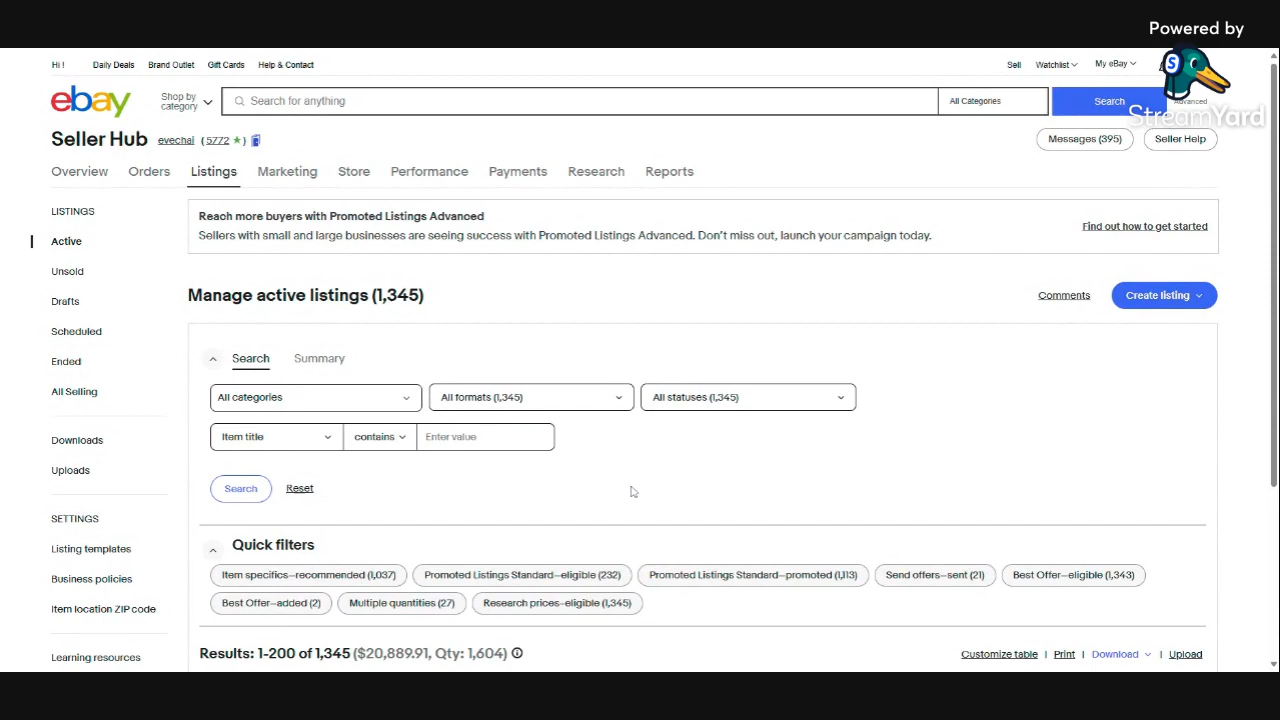 Powered by
StreamYard
Hi !
Daily Deals
Brand Outlet
Gift Cards
Help & Contact
Sell
Watchlist
My eBay
ebay
Shop by category
Search for anything
All Categories
Search
Advanced
Seller Hub
evechai
(5772 ★)
Messages (395)
Seller Help
Overview
Orders
Listings
Marketing
Store
Performance
Payments
Research
Reports
LISTINGS
Active
Unsold
Drafts
Scheduled
Ended
All Selling
Downloads
Uploads
SETTINGS
Listing templates
Business policies
Item location ZIP code
Learning resources
Reach more buyers with Promoted Listings Advanced
Sellers with small and large businesses are seeing success with Promoted Listings Advanced. Don't miss out, launch your campaign today.
Find out how to get started
Manage active listings (1,345)
Comments
Create listing
Search
Summary
All categories
All formats (1,345)
All statuses (1,345)
Item title
contains
Enter value
Search
Reset
Quick filters
Item specifics—recommended (1,037)
Promoted Listings Standard—eligible (232)
Promoted Listings Standard—promoted (1,113)
Send offers—sent (21)
Best Offer—eligible (1,343)
Best Offer—added (2)
Multiple quantities (27)
Research prices-eligible (1,345)
Results: 1-200 of 1,345 ($20,889.91, Qty: 1,604)
Customize table
Print
Download
Upload